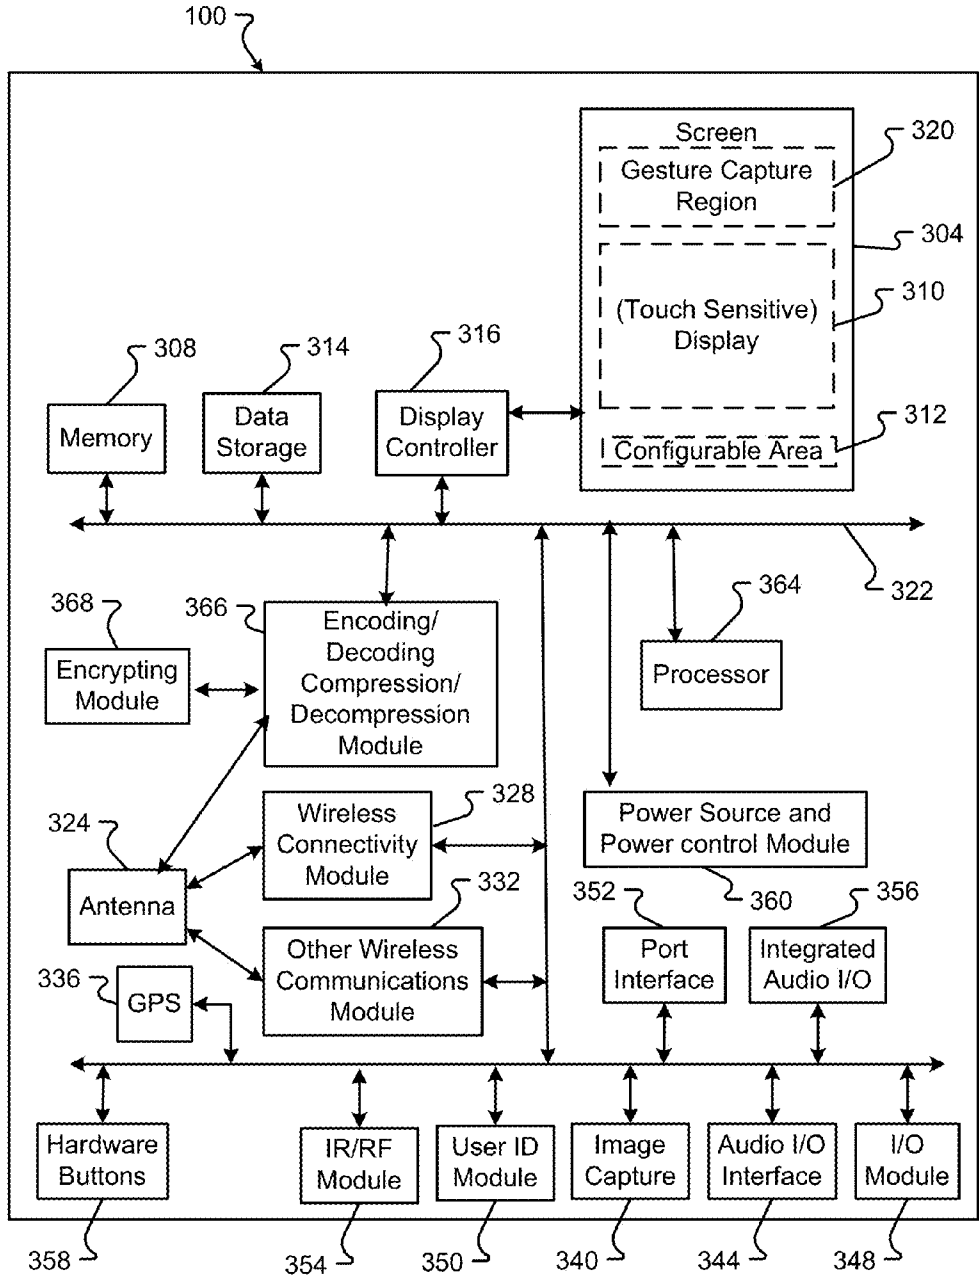 100
Screen
320
Gesture Capture
Region
304
310
(Touch Sensitive)
Display
308
314
316
312
Memory
Data
Storage
Display
Controller
Configurable Area
322
368
366
364
Encrypting
Module
Encoding/
Decoding
Compression/
Decompression
Module
Processor
324
328
Wireless
Connectivity
Module
Power Source and
Power control Module
Antenna
332
352
360
356
336
GPS
Other Wireless
Communications
Module
Port
Interface
Integrated
Audio I/O
Hardware
Buttons
IR/RF
Module
User ID
Module
Image
Capture
Audio I/O
Interface
I/O
Module
358
354
350
340
344
348